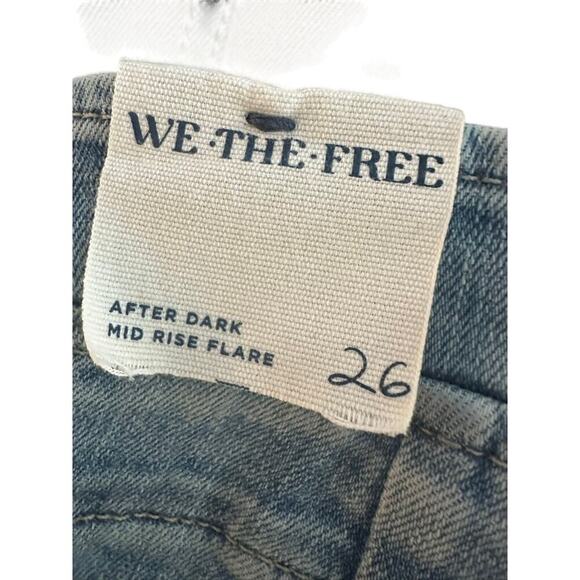 WE·THE·FREE
AFTER DARK
MID RISE FLARE
26